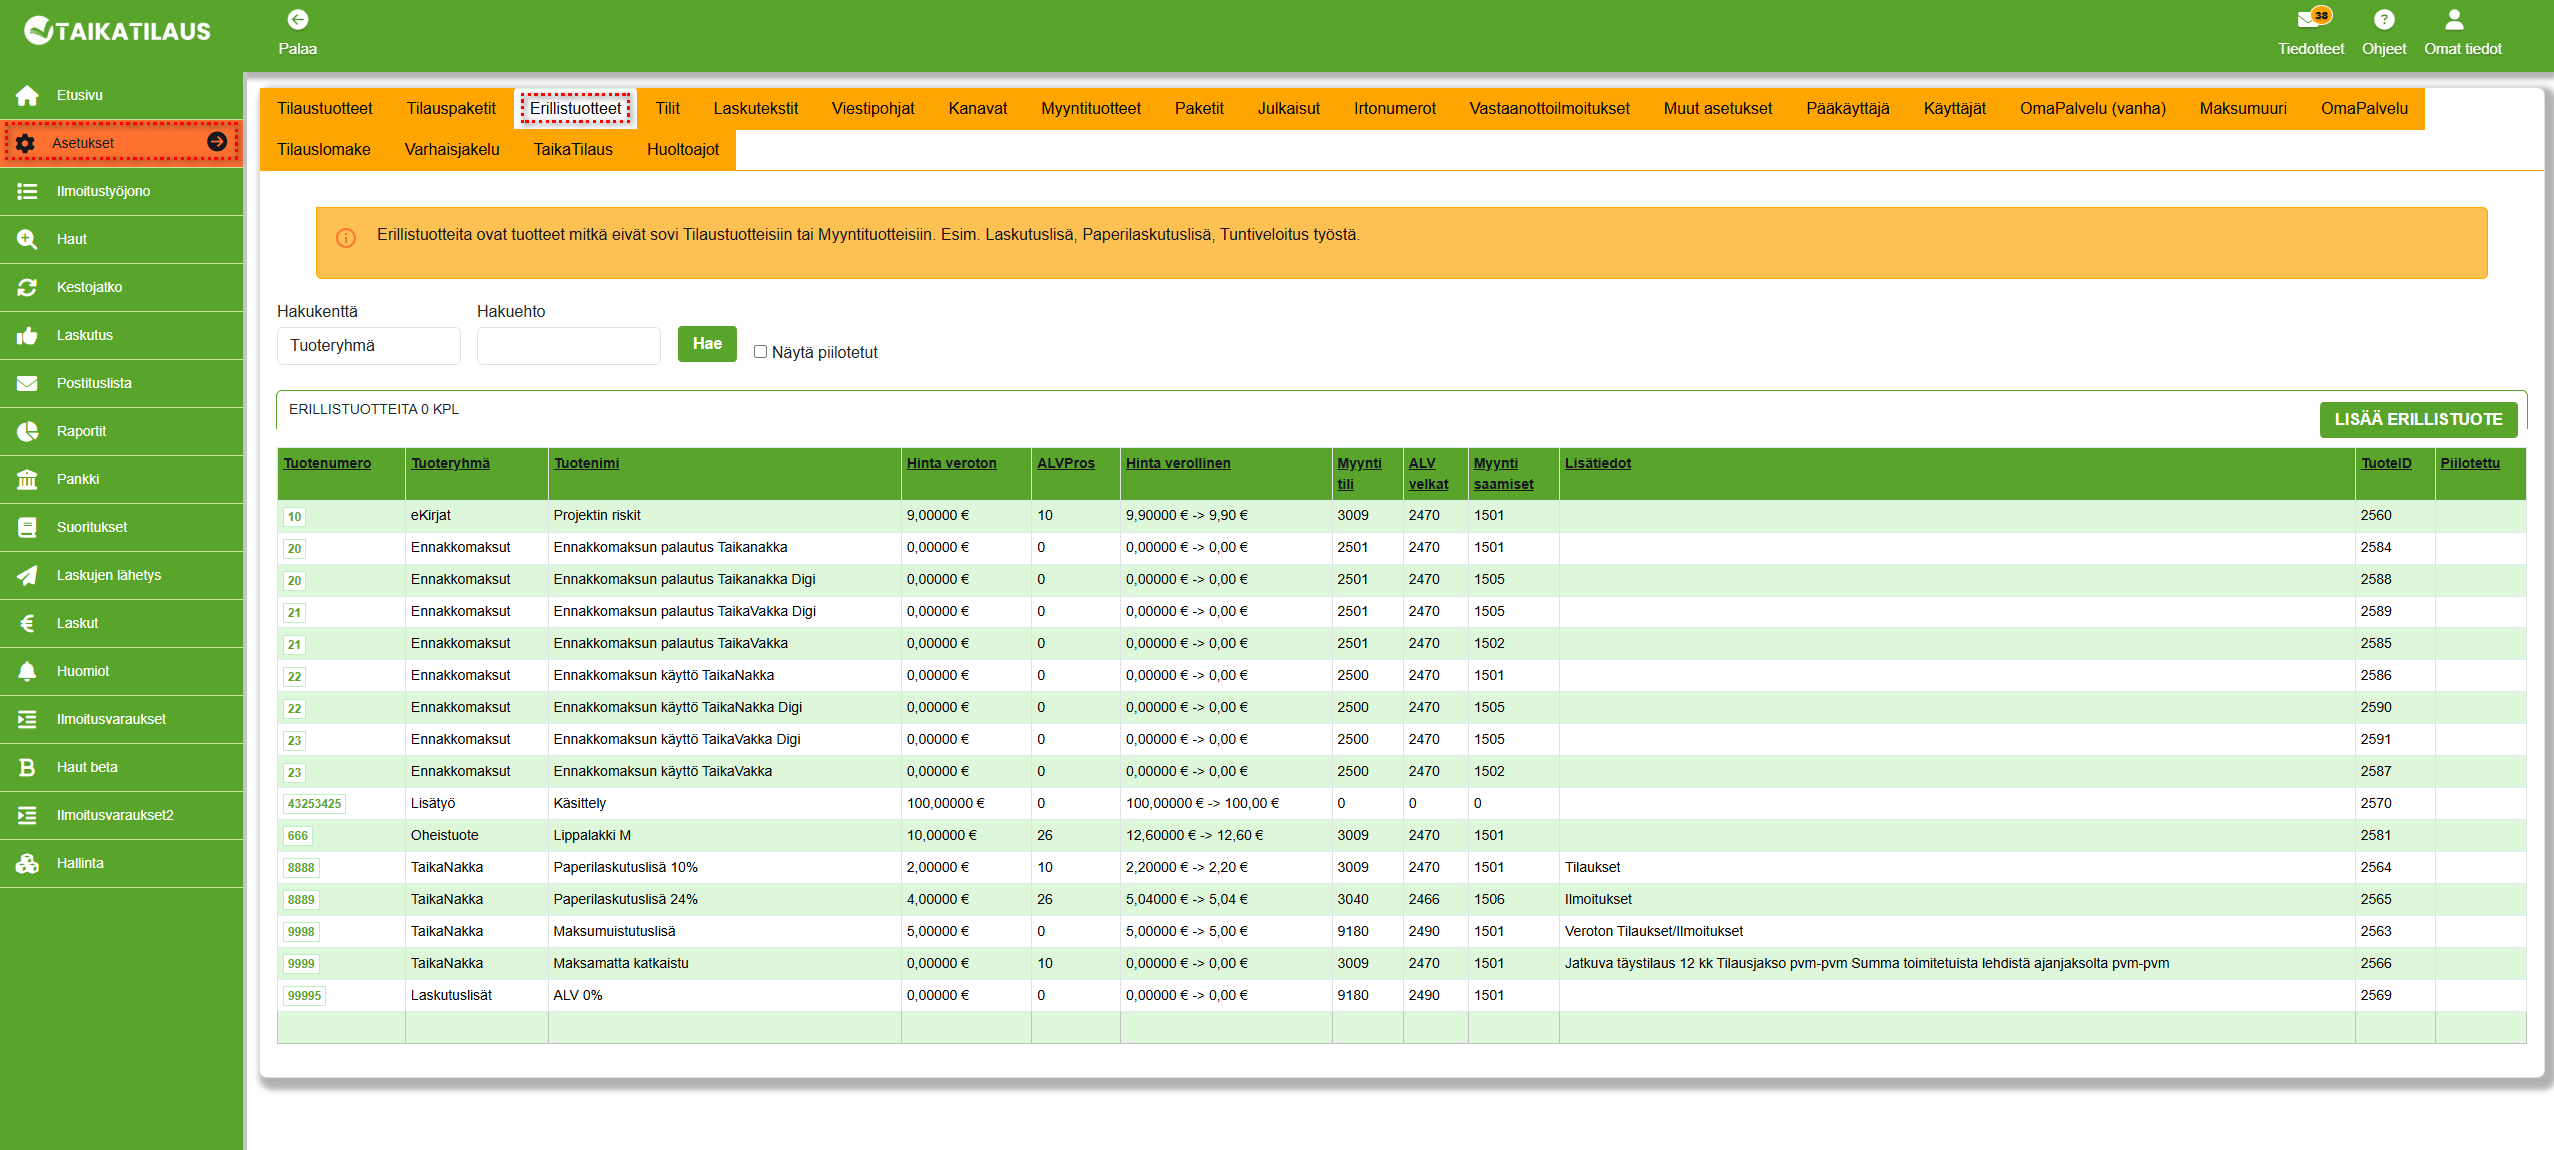 TAIKATILAUS
Palaa
38
Tiedotteet
Ohjeet
Omat tiedot
Etusivu
Asetukset
Ilmoitustyöjono
Haut
Kestojatko
Laskutus
Postituslista
Raportit
Pankki
Suoritukset
Laskujen lähetys
Laskut
Huomiot
Ilmoitusvaraukset
Haut beta
Ilmoitusvaraukset2
Hallinta
Tilaustuotteet Tilauspaketit Erillistuotteet Tilit Laskutekstit Viestipohjat Kanavat Myyntituotteet Paketit Julkaisut Irtonumerot Vastaanottoilmoitukset Muut asetukset Pääkäyttäjä Käyttäjät OmaPalvelu (vanha) Maksumuuri OmaPalvelu
Tilauslomake Varhaisjakelu TaikaTilaus Huoltoajot
Erillistuotteita ovat tuotteet mitkä eivät sovi Tilaustuotteisiin tai Myyntituotteisiin. Esim. Laskutuslisä, Paperilaskutuslisä, Tuntiveloitus työstä.
Hakukenttä Hakuehto
Tuoteryhmä Hae Näytä piilotetut
ERILLISTUOTTEITA 0 KPL LISÄÄ ERILLISTUOTE
Tuotenumero Tuoteryhmä Tuotenimi Hinta veroton ALVPros Hinta verollinen Myynti tili ALV velkat Myynti saamiset Lisätiedot TuoteID Piilotettu
10 eKirjat Projektin riskit 9,00000 € 10 9,90000 € -> 9,90 € 3009 2470 1501 2560
20 Ennakkomaksut Ennakkomaksun palautus Taikanakka 0,00000 € 0 0,00000 € -> 0,00 € 2501 2470 1501 2584
20 Ennakkomaksut Ennakkomaksun palautus Taikanakka Digi 0,00000 € 0 0,00000 € -> 0,00 € 2501 2470 1505 2588
21 Ennakkomaksut Ennakkomaksun palautus TaikaVakka Digi 0,00000 € 0 0,00000 € -> 0,00 € 2501 2470 1505 2589
21 Ennakkomaksut Ennakkomaksun palautus TaikaVakka 0,00000 € 0 0,00000 € -> 0,00 € 2501 2470 1502 2585
22 Ennakkomaksut Ennakkomaksun käyttö TaikaNakka 0,00000 € 0 0,00000 € -> 0,00 € 2500 2470 1501 2586
22 Ennakkomaksut Ennakkomaksun käyttö TaikaNakka Digi 0,00000 € 0 0,00000 € -> 0,00 € 2500 2470 1505 2590
23 Ennakkomaksut Ennakkomaksun käyttö TaikaVakka Digi 0,00000 € 0 0,00000 € -> 0,00 € 2500 2470 1505 2591
23 Ennakkomaksut Ennakkomaksun käyttö TaikaVakka 0,00000 € 0 0,00000 € -> 0,00 € 2500 2470 1502 2587
43253425 Lisätyö Käsittely 100,00000 € 0 100,00000 € -> 100,00 € 0 0 0 2570
666 Oheistuote Lippalakki M 10,00000 € 26 12,60000 € -> 12,60 € 3009 2470 1501 2581
8888 TaikaNakka Paperilaskutuslisä 10% 2,00000 € 10 2,20000 € -> 2,20 € 3009 2470 1501 Tilaukset 2564
8889 TaikaNakka Paperilaskutuslisä 24% 4,00000 € 26 5,04000 € -> 5,04 € 3040 2466 1506 Ilmoitukset 2565
9998 TaikaNakka Maksumuistutuslisä 5,00000 € 0 5,00000 € -> 5,00 € 9180 2490 1501 Veroton Tilaukset/Ilmoitukset 2563
9999 TaikaNakka Maksamatta katkaistu 0,00000 € 10 0,00000 € -> 0,00 € 3009 2470 1501 Jatkuva täystilaus 12 kk Tilausjakso pvm-pvm Summa toimitetuista lehdistä ajanjaksolta pvm-pvm 2566
99995 Laskutuslisät ALV 0% 0,00000 € 0 0,00000 € -> 0,00 € 9180 2490 1501 2569